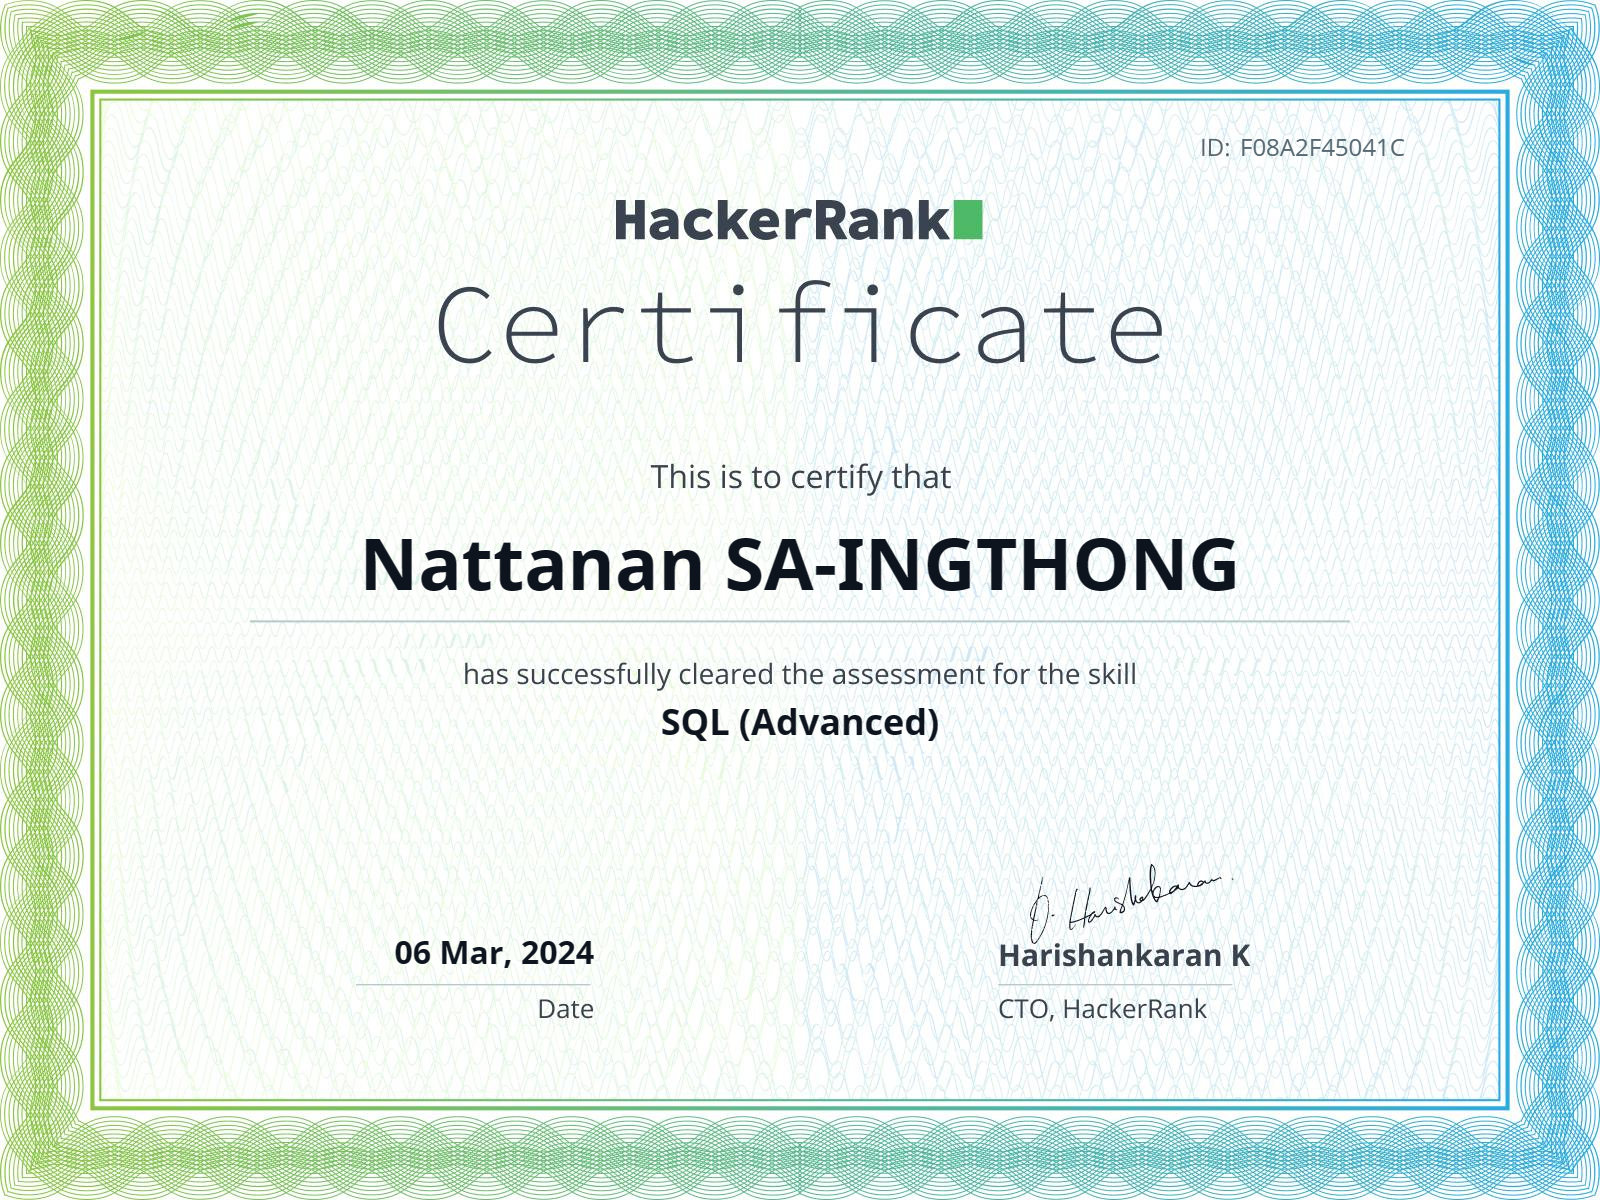 ID: F08A2F45041C
HackerRank
Certificate
This is to certify that
Nattanan SA-INGTHONG
has successfully cleared the assessment for the skill
SQL (Advanced)
06 Mar, 2024
Date
J. Harishankaran
Harishankaran K
CTO, HackerRank